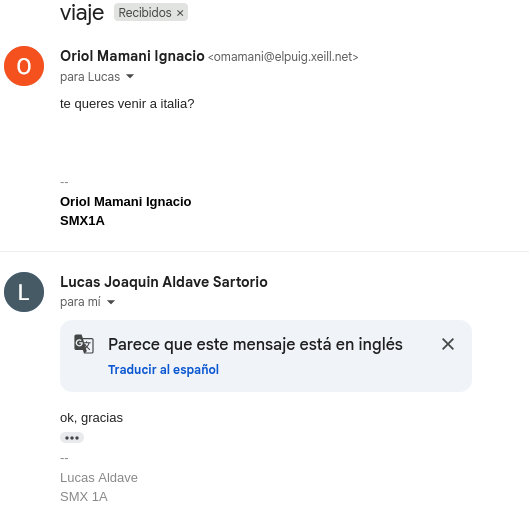 viaje Recibidos ×
O
Oriol Mamani Ignacio <omamani@elpuig.xeill.net>
para Lucas
te queres venir a italia?
--
Oriol Mamani Ignacio
SMX1A
L
Lucas Joaquin Aldave Sartorio
para mí
Parece que este mensaje está en inglés
Traducir al español
ok, gracias
--
Lucas Aldave
SMX 1A